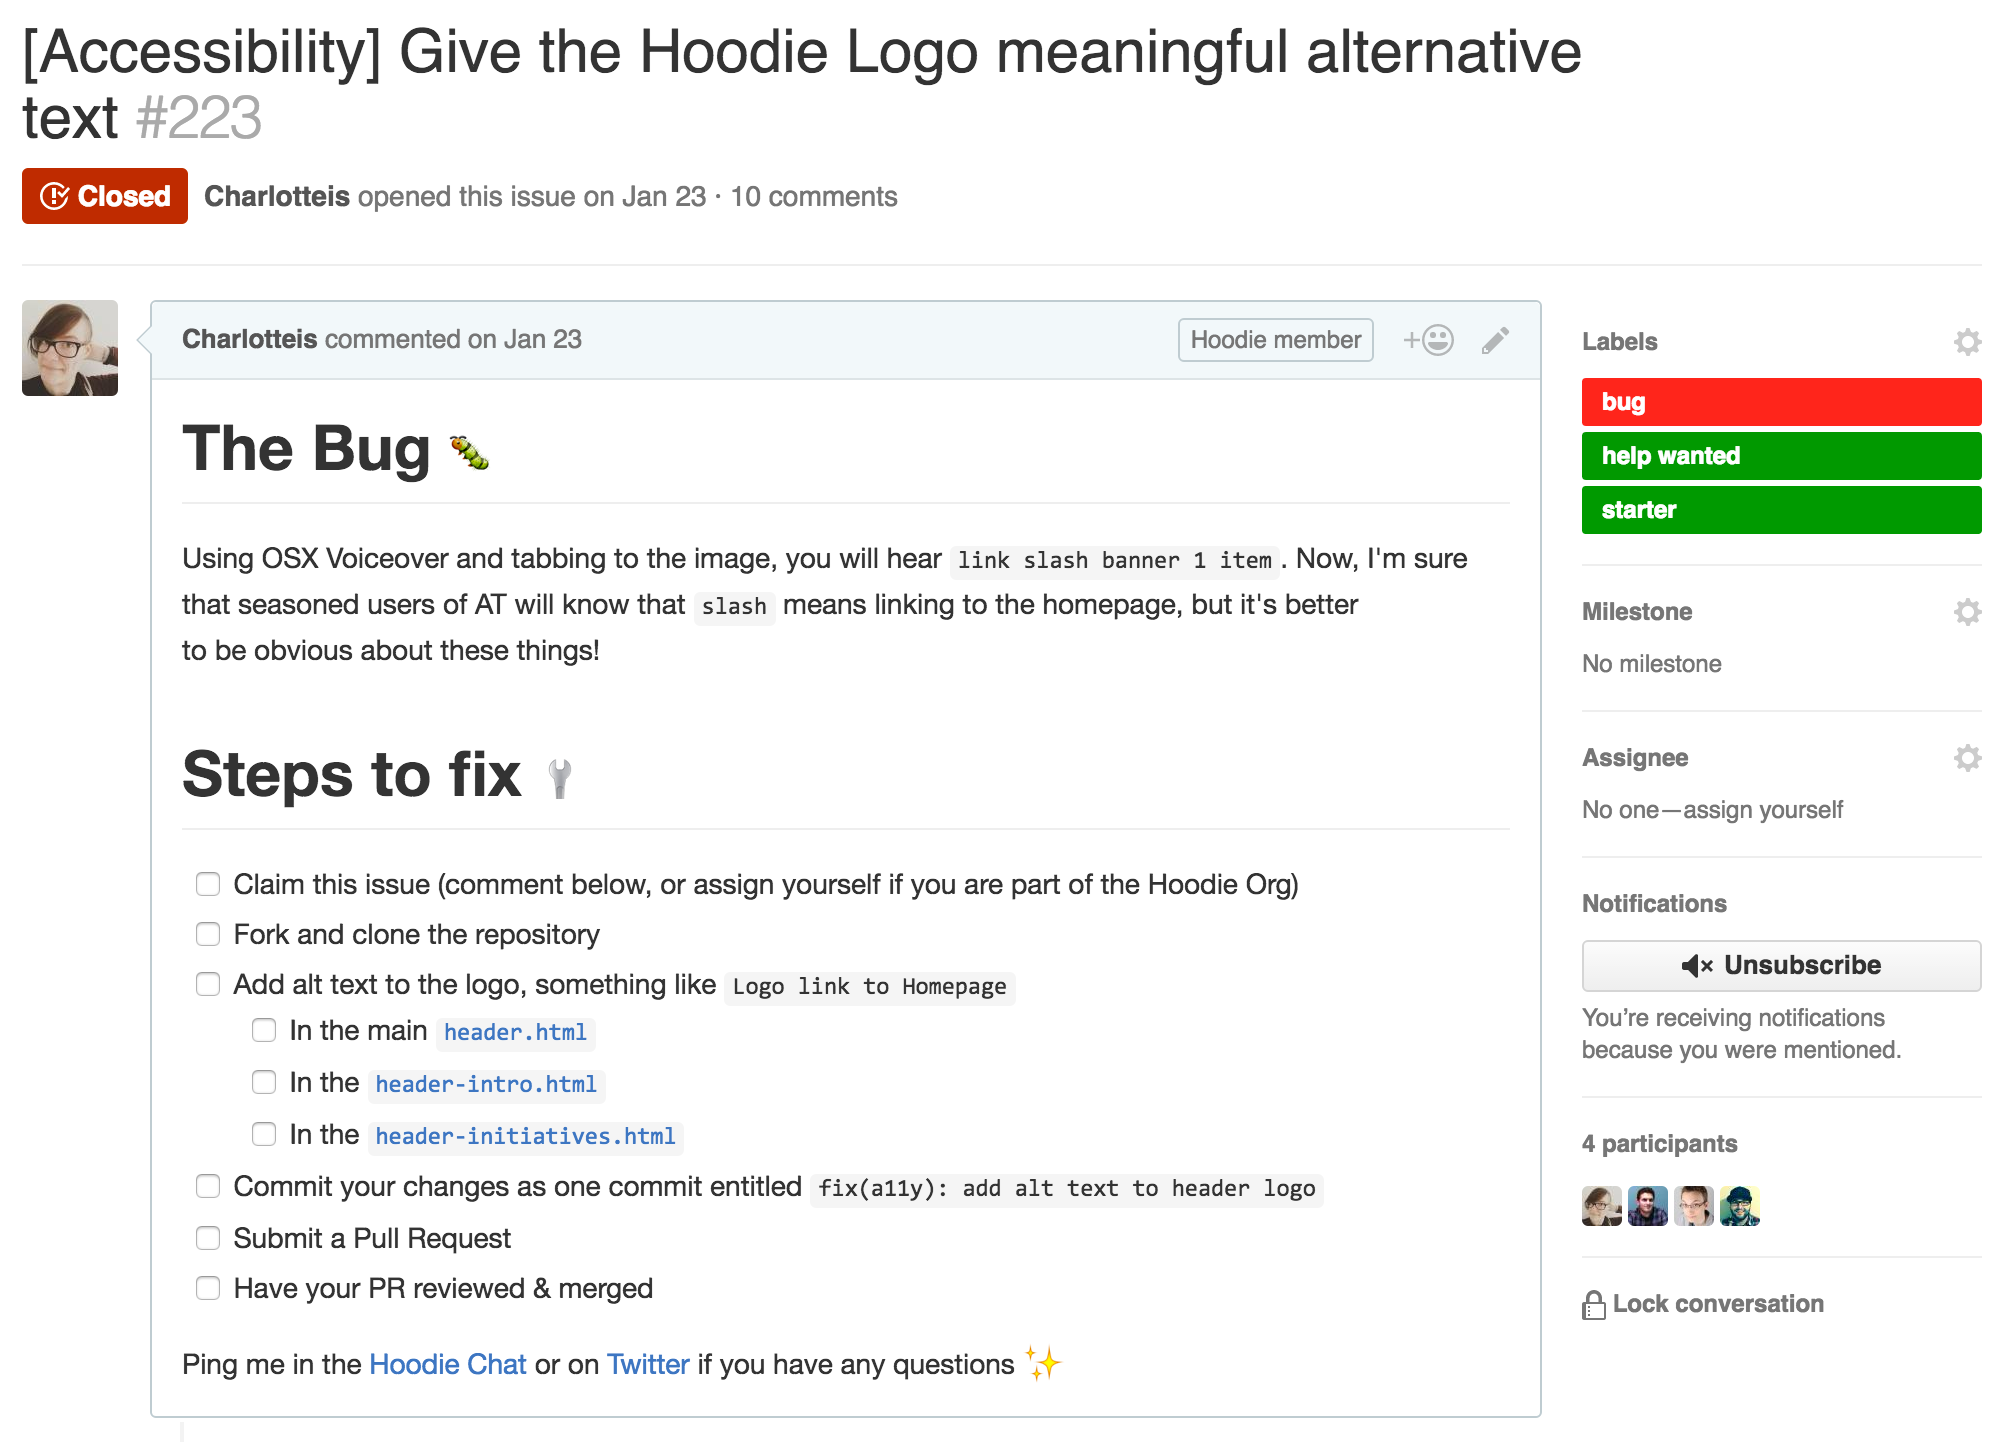 [Accessibility] Give the Hoodie Logo meaningful alternative
text #223
Closed Charlotteis opened this issue on Jan 23 · 10 comments
Charlotteis commented on Jan 23 Hoodie member +
The Bug 🐛
Using OSX Voiceover and tabbing to the image, you will hear link slash banner 1 item. Now, I'm sure
that seasoned users of AT will know that slash means linking to the homepage, but it's better
to be obvious about these things!
Steps to fix 🔧
Claim this issue (comment below, or assign yourself if you are part of the Hoodie Org)
Fork and clone the repository
Add alt text to the logo, something like Logo link to Homepage
In the main header.html
In the header-intro.html
In the header-initiatives.html
Commit your changes as one commit entitled fix(a11y): add alt text to header logo
Submit a Pull Request
Have your PR reviewed & merged
Ping me in the Hoodie Chat or on Twitter if you have any questions ✨
Labels
bug
help wanted
starter
Milestone
No milestone
Assignee
No one—assign yourself
Notifications
Unsubscribe
You’re receiving notifications
because you were mentioned.
4 participants
Lock conversation